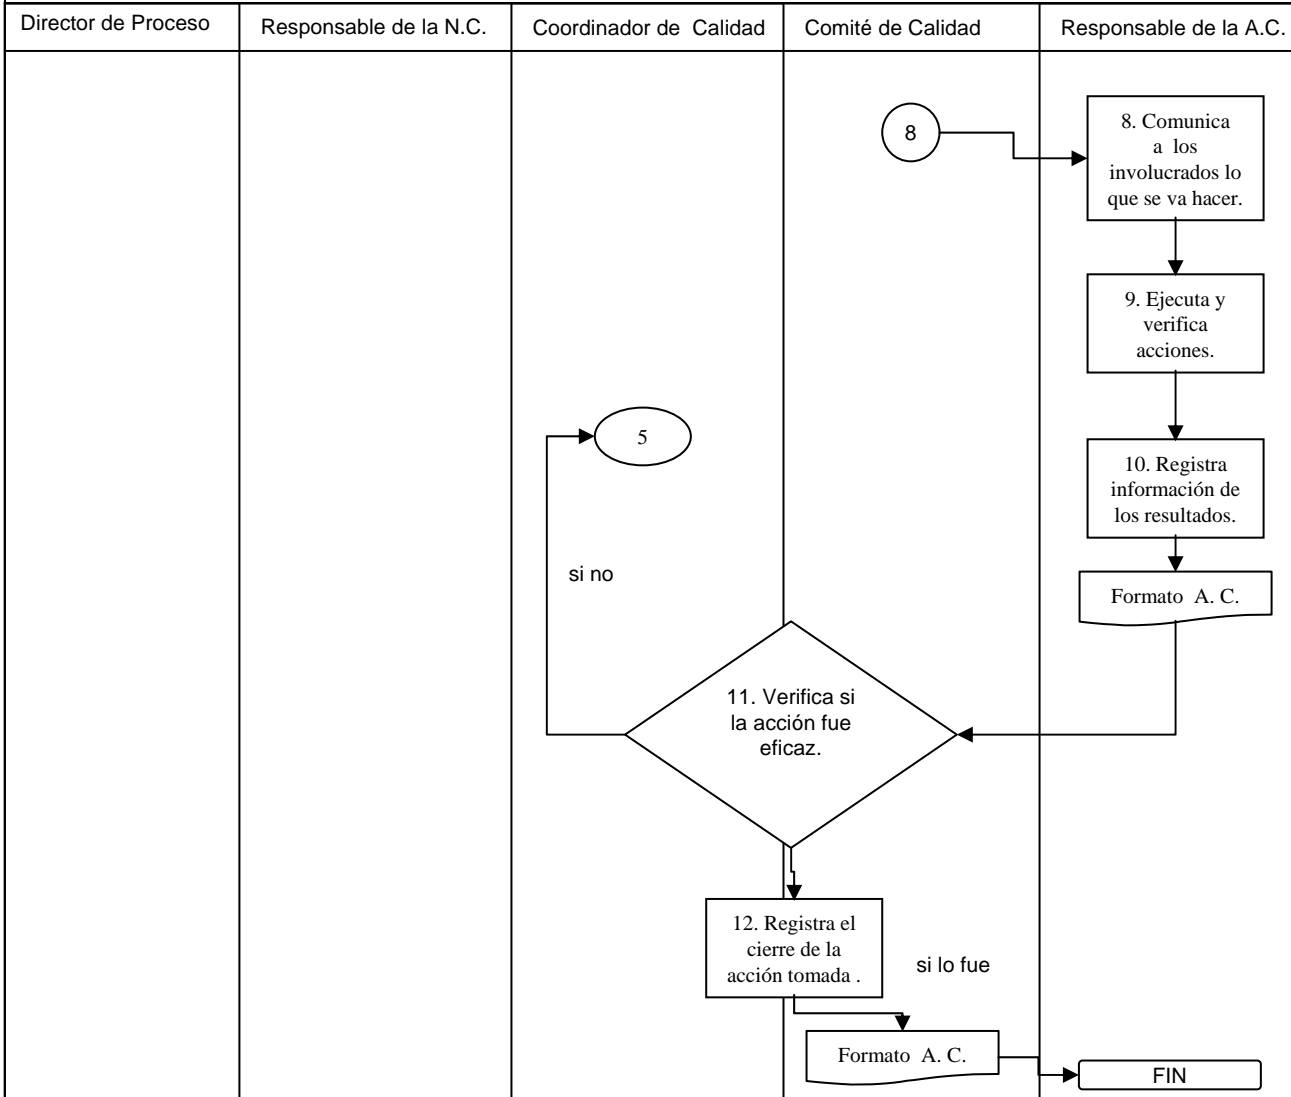 Director de Proceso
Responsable de la N.C.
Coordinador de Calidad
Comité de Calidad
Responsable de la A.C.
8
8. Comunica
a los
involucrados lo
que se va hacer.
9. Ejecuta y
verifica
acciones.
5
10. Registra
información de
los resultados.
si no
Formato A. C.
11. Verifica si
la acción fue
eficaz.
12. Registra el
cierre de la
acción tomada .
si lo fue
Formato A. C.
FIN